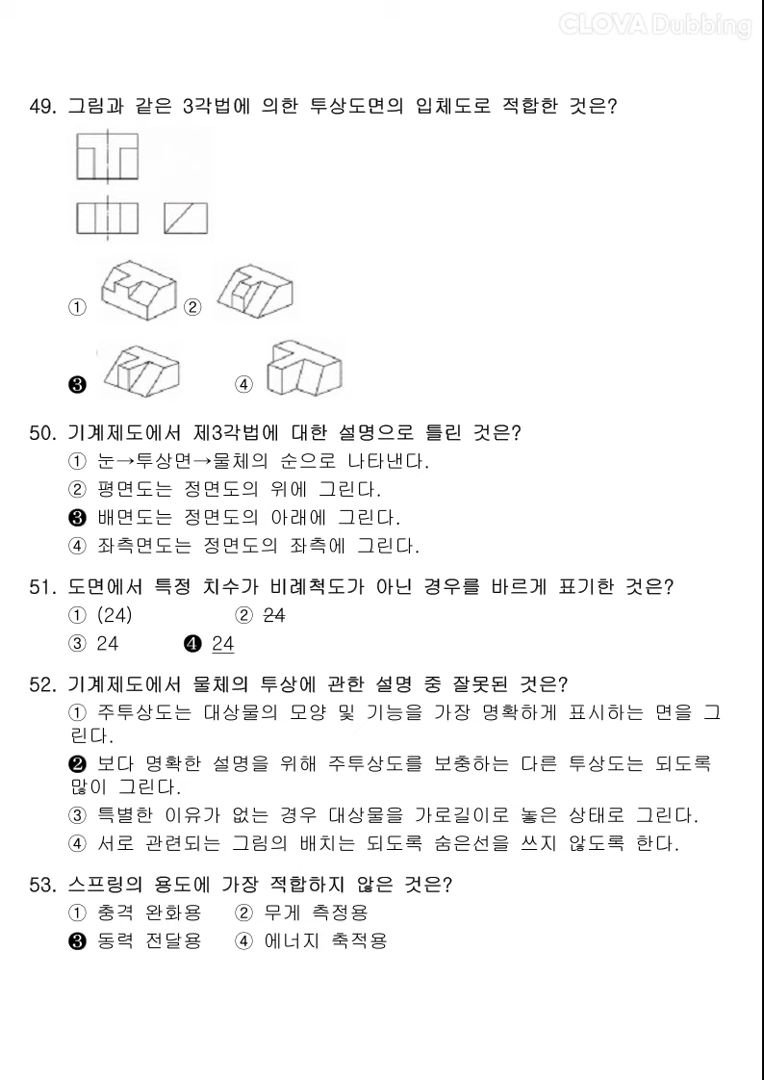 CLOVA Dubbing
49. 그림과 같은 3각법에 의한 투상도면의 입체도로 적합한 것은?
① ②
❸ ④
50. 기계제도에서 제3각법에 대한 설명으로 틀린 것은?
① 눈→투상면→물체의 순으로 나타낸다.
② 평면도는 정면도의 위에 그린다.
❸ 배면도는 정면도의 아래에 그린다.
④ 좌측면도는 정면도의 좌측에 그린다.
51. 도면에서 특정 치수가 비례척도가 아닌 경우를 바르게 표기한 것은?
① (24) ② 24
③ 24 ❹ 24
52. 기계제도에서 물체의 투상에 관한 설명 중 잘못된 것은?
① 주투상도는 대상물의 모양 및 기능을 가장 명확하게 표시하는 면을 그
린다.
❷ 보다 명확한 설명을 위해 주투상도를 보충하는 다른 투상도는 되도록
많이 그린다.
③ 특별한 이유가 없는 경우 대상물을 가로길이로 놓은 상태로 그린다.
④ 서로 관련되는 그림의 배치는 되도록 숨은선을 쓰지 않도록 한다.
53. 스프링의 용도에 가장 적합하지 않은 것은?
① 충격 완화용 ② 무게 측정용
❸ 동력 전달용 ④ 에너지 축적용